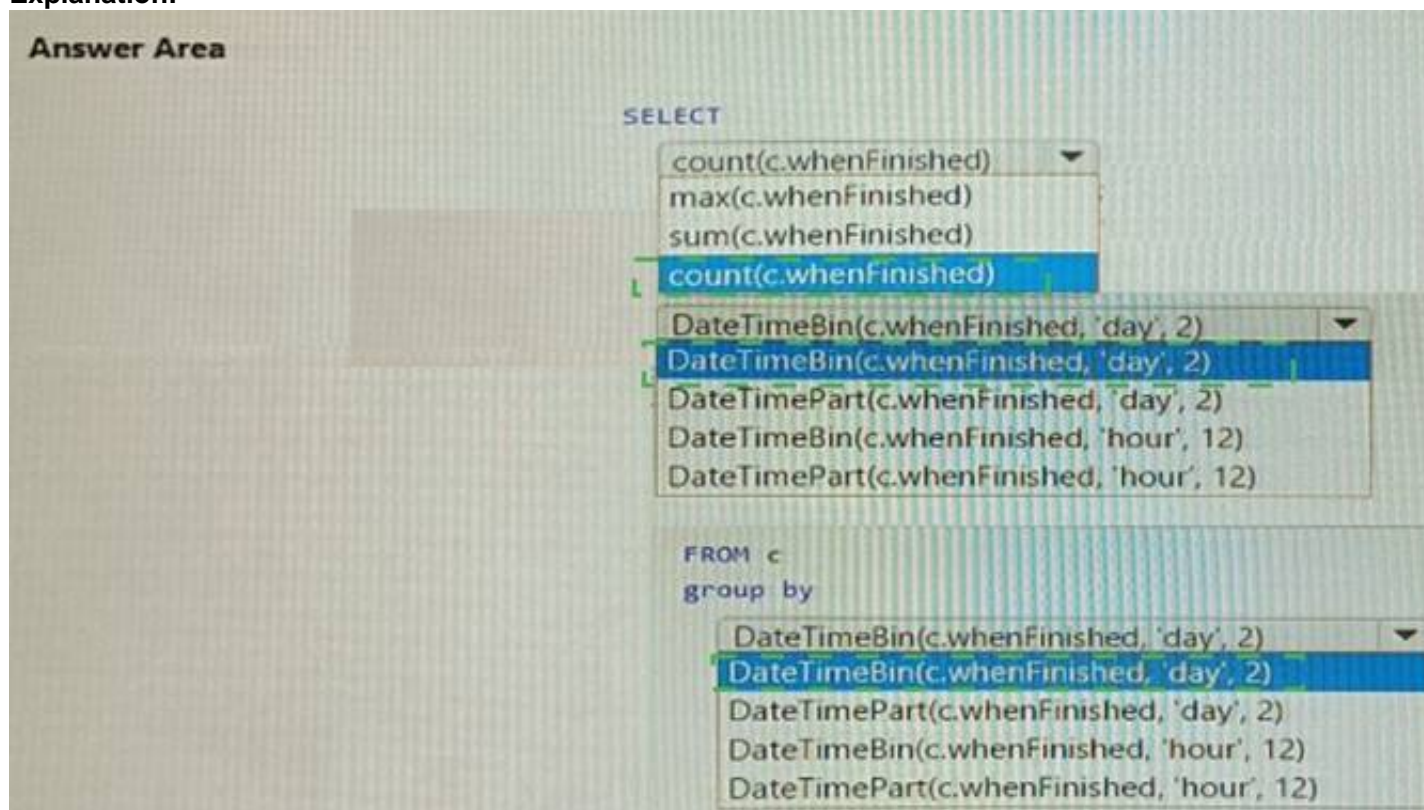 Explanation:
Answer Area
SELECT
count(c.whenFinished)
max(c.whenFinished)
sum(c.whenFinished)
count(c.whenFinished)
DateTimeBin(c.whenFinished, 'day', 2)
DateTimeBin(c.whenFinished, 'day', 2)
DateTimePart(c.whenFinished, 'day', 2)
DateTimeBin(c.whenFinished, 'hour', 12)
DateTimePart(c.whenFinished, 'hour', 12)
FROM c
group by
DateTimeBin(c.whenFinished, 'day', 2)
DateTimeBin(c.whenFinished, 'day', 2)
DateTimePart(c.whenFinished, 'day', 2)
DateTimeBin(c.whenFinished, 'hour', 12)
DateTimePart(c.whenFinished, 'hour', 12)